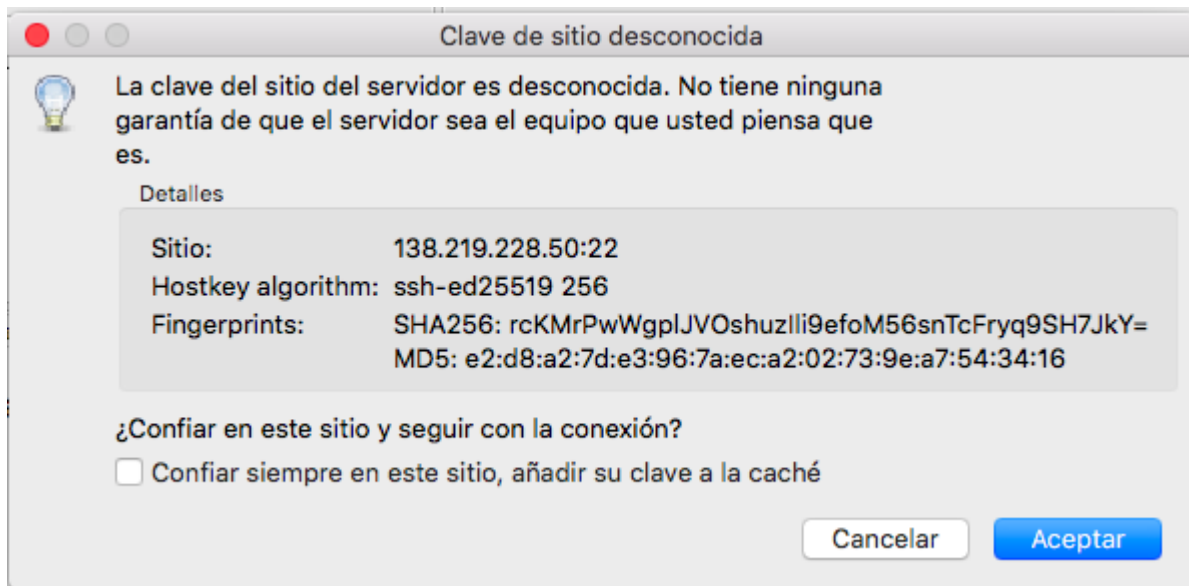 Clave de sitio desconocida
La clave del sitio del servidor es desconocida. No tiene ninguna
garantía de que el servidor sea el equipo que usted piensa que
es.
Detalles
Sitio: 138.219.228.50:22
Hostkey algorithm: ssh-ed25519 256
Fingerprints: SHA256: rcKMrPwWgplJVOshuzIli9efoM56snTcFryq9SH7JkY=
MD5: e2:d8:a2:7d:e3:96:7a:ec:a2:02:73:9e:a7:54:34:16
¿Confiar en este sitio y seguir con la conexión?
Confiar siempre en este sitio, añadir su clave a la caché
Cancelar Aceptar